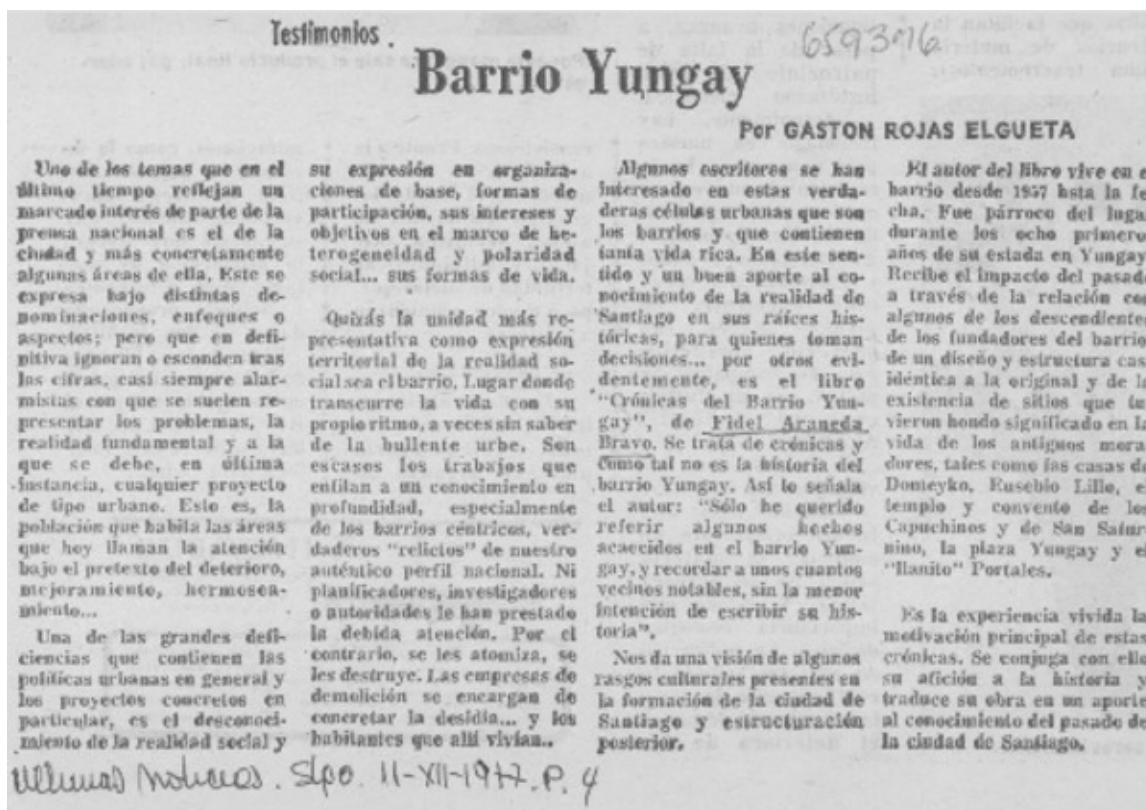 Testimonios.
659376
Barrio Yungay
Por GASTON ROJAS ELGUETA
Uno de los temas que en el
último tiempo reflejan un
marcado interés de parte de la
prensa nacional es el de la
ciudad y más concretamente
algunas áreas de ella. Este se
expresa bajo distintas de-
nominaciones, enfoques o
aspectos; pero que en defi-
nitiva ignoran o esconden tras
las cifras, casi siempre alar-
mistas con que se suelen re-
presentar los problemas, la
realidad fundamental y a la
que se debe, en última
instancia, cualquier proyecto
de tipo urbano. Esto es, la
población que habita las áreas
que hoy llaman la atención
bajo el pretexto del deterioro,
mejoramiento, hermosea-
miento...
Una de las grandes defi-
ciencias que contienen las
políticas urbanas en general y
los proyectos concretos en
particular, es el desconoci-
miento de la realidad social y
su expresión en organiza-
ciones de base, formas de
participación, sus intereses y
objetivos en el marco de he-
terogeneidad y polaridad
social... sus formas de vida.
Quizás la unidad más re-
presentativa como expresión
territorial de la realidad so-
cial sea el barrio. Lugar donde
transcurre la vida con su
propio ritmo, a veces sin saber
de la bullente urbe. Son
escasos los trabajos que
enfilan a un conocimiento en
profundidad, especialmente
de los barrios céntricos, ver-
daderos "relictos" de nuestro
auténtico perfil nacional. Ni
planificadores, investigadores
o autoridades le han prestado
la debida atención. Por el
contrario, se les atomiza, se
les destruye. Las empresas de
demolición se encargan de
concretar la desidia... y los
habitantes que allí vivían..
Algunos escritores se han
interesado en estas verda-
deras células urbanas que son
los barrios y que contienen
tanta vida rica. En este sen-
tido y un buen aporte al co-
nocimiento de la realidad de
Santiago en sus raíces his-
tóricas, para quienes toman
decisiones... por otros evi-
dentemente, es el libro
"Crónicas del Barrio Yun-
gay", de Fidel Araneda
Bravo. Se trata de crónicas y
como tal no es la historia del
barrio Yungay. Así lo señala
el autor: "Sólo he querido
referir algunos hechos
acaecidos en el barrio Yun-
gay, y recordar a unos cuantos
vecinos notables, sin la menor
intención de escribir su his-
toria".
Nos da una visión de algunos
rasgos culturales presentes en
la formación de la ciudad de
Santiago y estructuración
posterior.
El autor del libro vive en e
barrio desde 1957 hsta la fe
cha. Fue párroco del luga
durante los ocho primero
años de su estada en Yungay
Recibe el impacto del pasad
a través de la relación con
algunos de los descendiente
de los fundadores del barrio
de un diseño y estructura cas
idéntica a la original y de l
existencia de sitios que tu
vieron hondo significado en la
vida de los antiguos mora
dores, tales como las casas de
Domeyko, Eusebio Lillo, e
templo y convento de los
Capuchinos y de San Satur
nino, la plaza Yungay y e
"llanito" Portales.
Es la experiencia vivida la
motivación principal de estas
crónicas. Se conjuga con ello
su afición a la historia y
traduce su obra en un aporte
al conocimiento del pasado de
la ciudad de Santiago.
Ultimas Noticias. Stgo. 11-XII-1977. P. 4